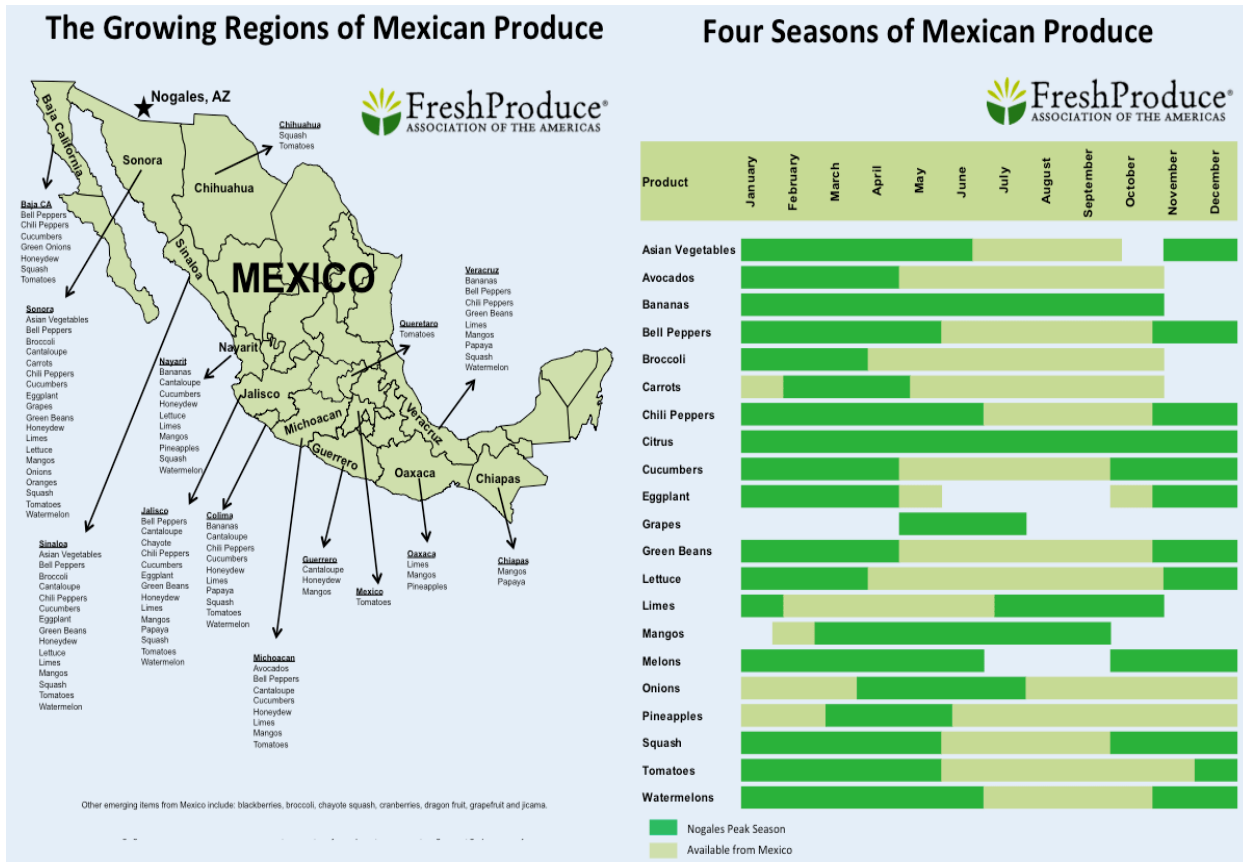 The Growing Regions of Mexican Produce
FreshProduce®
ASSOCIATION OF THE AMERICAS
Nogales, AZ
Baja California
Sonora
Chihuahua
Sinaloa
MEXICO
Nayarit
Jalisco
Michoacan
Guerrero
Veracruz
Oaxaca
Chiapas
Chihuahua
Squash
Tomatoes
Baja CA
Bell Peppers
Chili Peppers
Cucumbers
Green Onions
Honeydew
Squash
Tomatoes
Sonora
Asian Vegetables
Bell Peppers
Broccoli
Cantaloupe
Carrots
Chili Peppers
Cucumbers
Eggplant
Grapes
Green Beans
Honeydew
Limes
Lettuce
Mangos
Onions
Oranges
Squash
Tomatoes
Watermelon
Nayarit
Bananas
Cantaloupe
Cucumbers
Honeydew
Lettuce
Limes
Mangos
Pineapples
Squash
Watermelon
Veracruz
Bananas
Bell Peppers
Chili Peppers
Green Beans
Limes
Mangos
Papaya
Squash
Watermelon
Queretaro
Tomatoes
Sinaloa
Asian Vegetables
Bell Peppers
Broccoli
Cantaloupe
Chili Peppers
Cucumbers
Eggplant
Green Beans
Honeydew
Lettuce
Limes
Mangos
Squash
Tomatoes
Watermelon
Jalisco
Bell Peppers
Cantaloupe
Chayote
Chili Peppers
Cucumbers
Eggplant
Green Beans
Honeydew
Limes
Mangos
Papaya
Squash
Tomatoes
Watermelon
Colima
Bananas
Cantaloupe
Chili Peppers
Cucumbers
Honeydew
Limes
Papaya
Squash
Tomatoes
Watermelon
Michoacan
Avocados
Bell Peppers
Cantaloupe
Cucumbers
Honeydew
Limes
Mangos
Tomatoes
Guerrero
Cantaloupe
Honeydew
Mangos
Mexico
Tomatoes
Oaxaca
Limes
Mangos
Pineapples
Chiapas
Mangos
Papaya
Other emerging items from Mexico include: blackberries, broccoli, chayote squash, cranberries, dragon fruit, grapefruit and jicama.
Four Seasons of Mexican Produce
FreshProduce®
ASSOCIATION OF THE AMERICAS
Product January February March April May June July August September October November December
Asian Vegetables
Avocados
Bananas
Bell Peppers
Broccoli
Carrots
Chili Peppers
Citrus
Cucumbers
Eggplant
Grapes
Green Beans
Lettuce
Limes
Mangos
Melons
Onions
Pineapples
Squash
Tomatoes
Watermelons
Nogales Peak Season
Available from Mexico